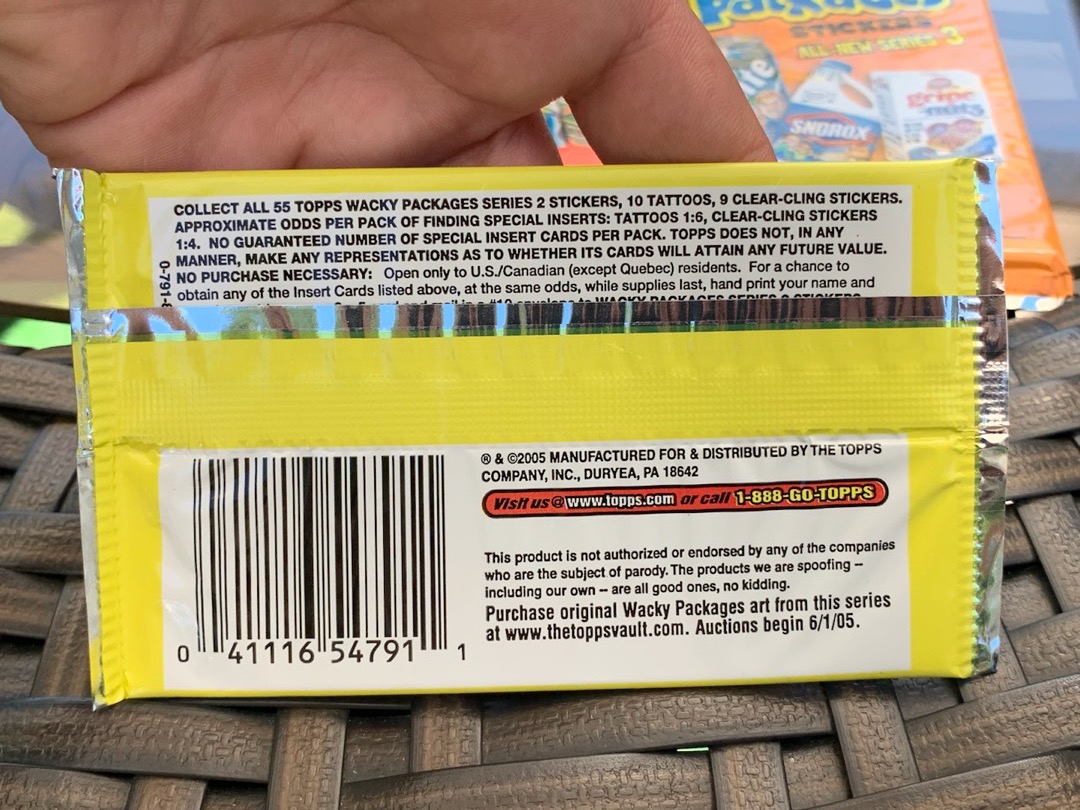 Packages
STICKERS
ALL-NEW SERIES 3
SNOROX
gripe
nuts
COLLECT ALL 55 TOPPS WACKY PACKAGES SERIES 2 STICKERS, 10 TATTOOS, 9 CLEAR-CLING STICKERS.
APPROXIMATE ODDS PER PACK OF FINDING SPECIAL INSERTS: TATTOOS 1:6, CLEAR-CLING STICKERS
1:4. NO GUARANTEED NUMBER OF SPECIAL INSERT CARDS PER PACK. TOPPS DOES NOT, IN ANY
MANNER, MAKE ANY REPRESENTATIONS AS TO WHETHER ITS CARDS WILL ATTAIN ANY FUTURE VALUE.
NO PURCHASE NECESSARY: Open only to U.S./Canadian (except Quebec) residents. For a chance to
obtain any of the Insert Cards listed above, at the same odds, while supplies last, hand print your name and
WACKY PACKAGES SERIES 2 STICKERS
® & ©2005 MANUFACTURED FOR & DISTRIBUTED BY THE TOPPS
COMPANY, INC., DURYEA, PA 18642
Visit us @ www.topps.com or call 1-888-GO-TOPPS
This product is not authorized or endorsed by any of the companies
who are the subject of parody. The products we are spoofing --
including our own -- are all good ones, no kidding.
Purchase original Wacky Packages art from this series
at www.thetoppsvault.com. Auctions begin 6/1/05.
0 41116 54791 1